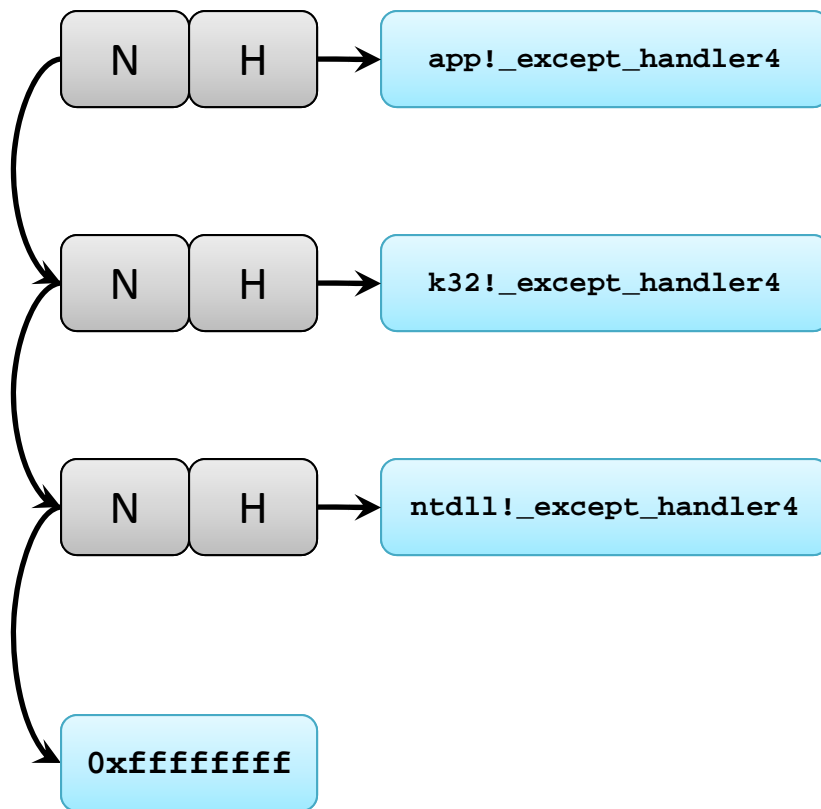 N H app!_except_handler4
N H k32!_except_handler4
N H ntdll!_except_handler4
0xffffffff